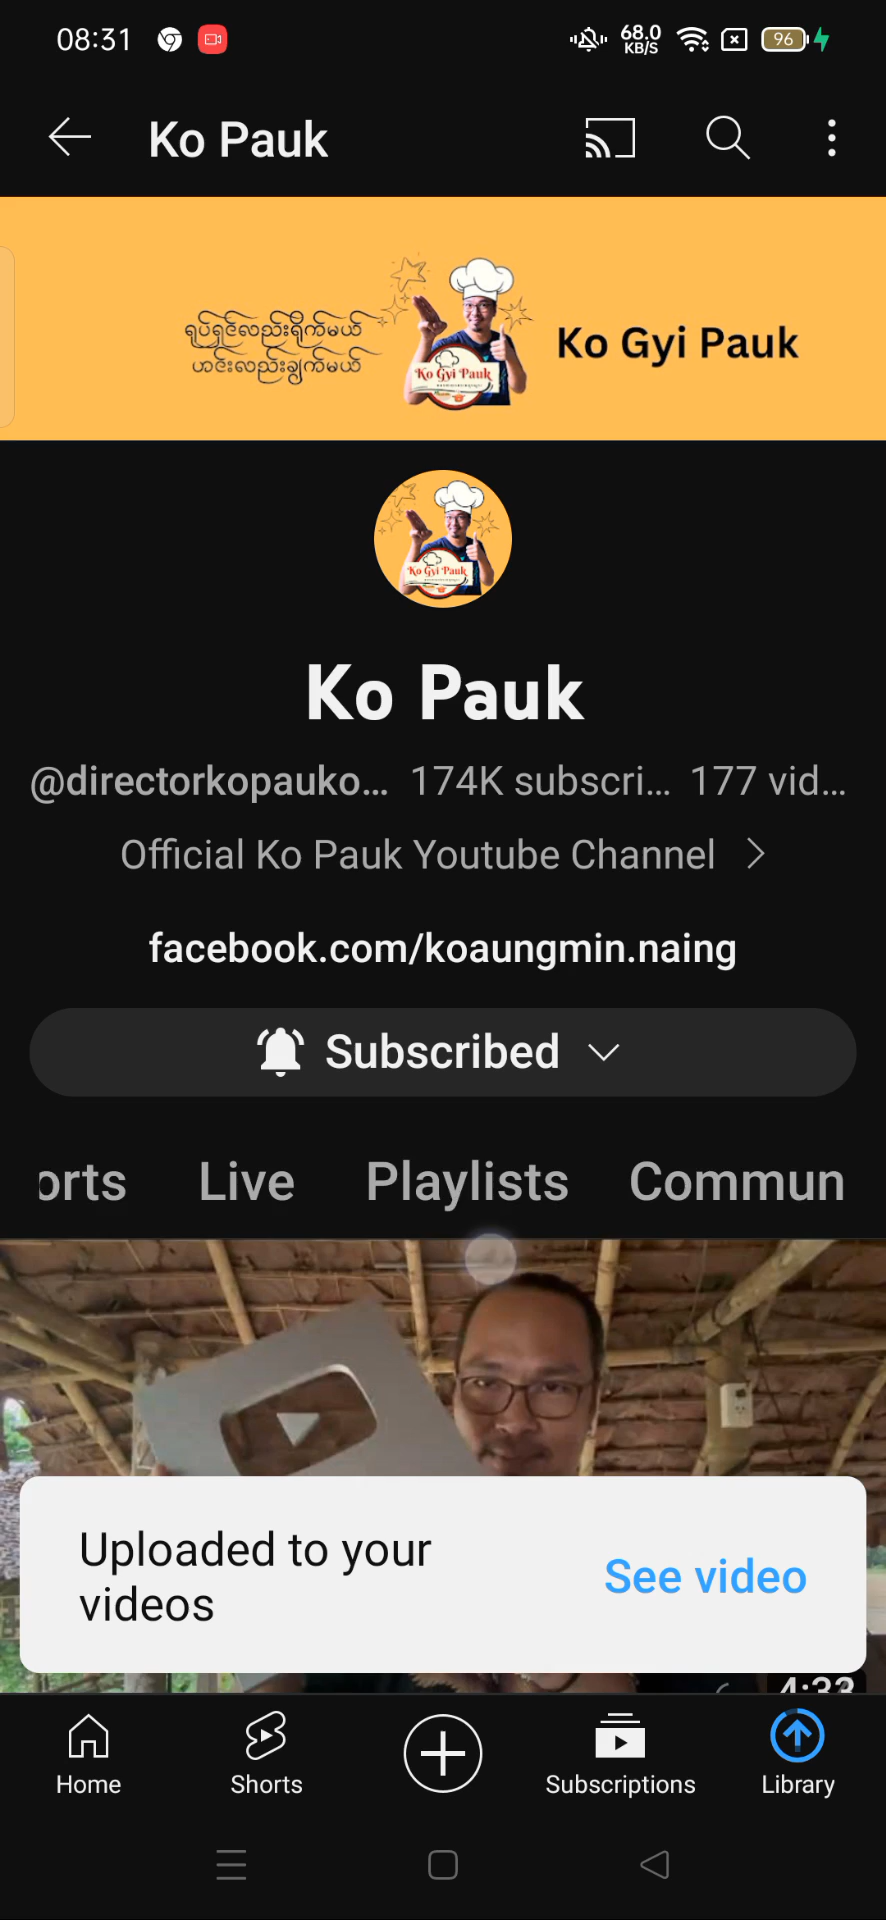 08:31
68.0
KB/S
96
Ko Pauk
ရုပ်ရှင်လည်းရိုက်မယ်
ဟင်းလည်းချက်မယ်
Ko Gyi Pauk
Ko Gyi Pauk
Ko Gyi Pauk
Ko Pauk
@directorkopauko... 174K subscri... 177 vid...
Official Ko Pauk Youtube Channel
facebook.com/koaungmin.naing
Subscribed
orts Live Playlists Commun
Uploaded to your
videos
See video
4:33
Home Shorts Subscriptions Library